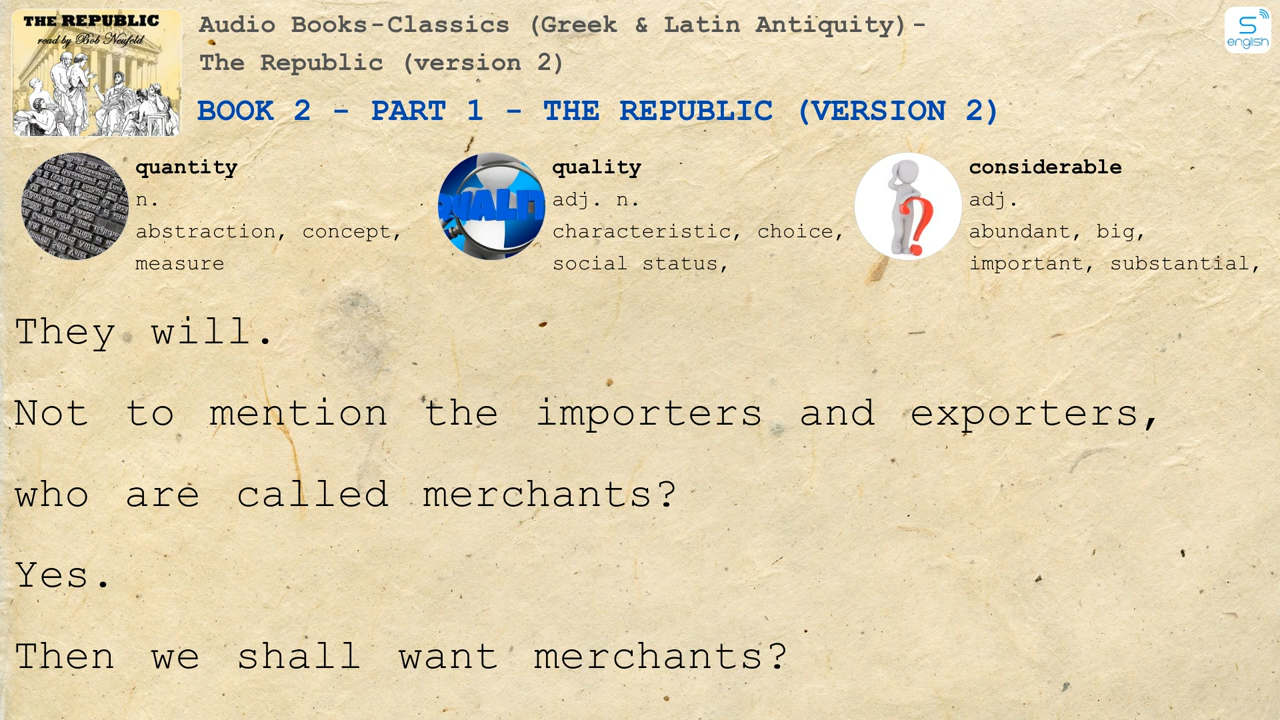 THE REPUBLIC
read by Bob Neufeld
Audio Books-Classics (Greek & Latin Antiquity)-
The Republic (version 2)
S
english
BOOK 2 - PART 1 - THE REPUBLIC (VERSION 2)
quantity
n.
abstraction, concept,
measure
QUALIT
quality
adj. n.
characteristic, choice,
social status,
considerable
adj.
abundant, big,
important, substantial,
They will.
Not to mention the importers and exporters,
who are called merchants?
Yes.
Then we shall want merchants?